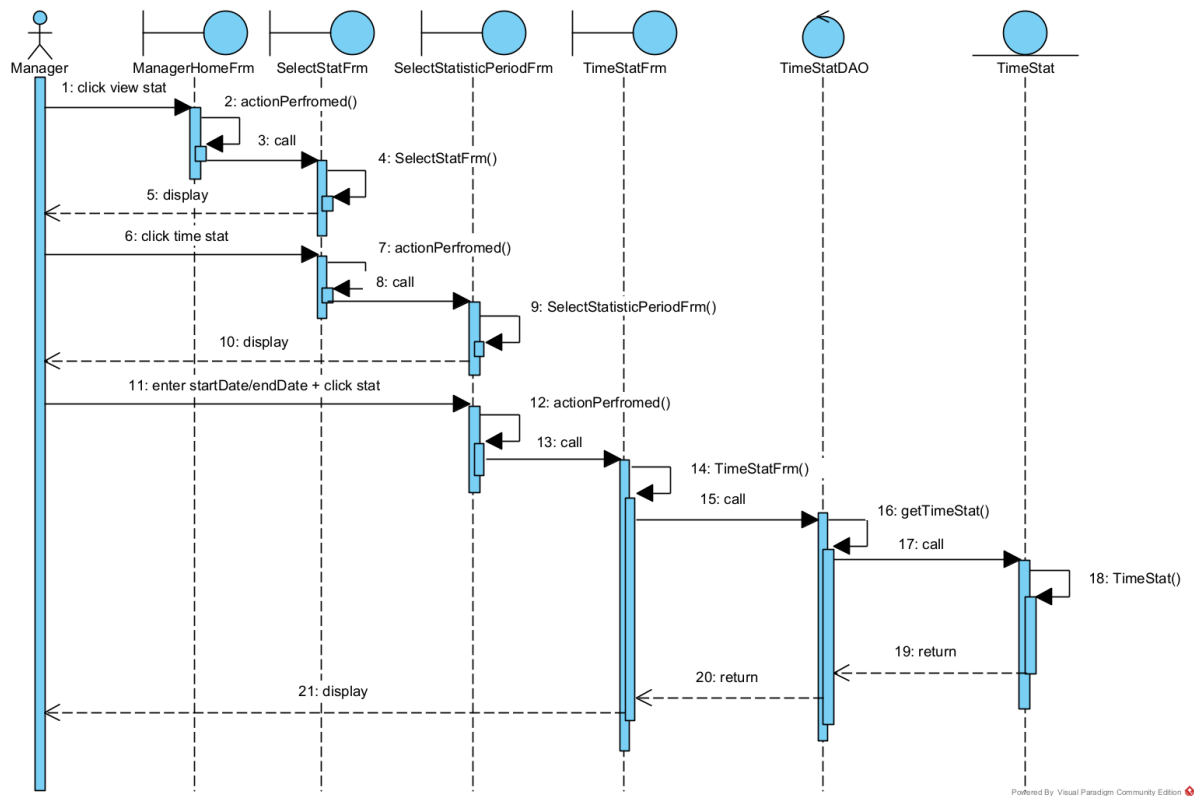 Manager
ManagerHomeFrm
SelectStatFrm
SelectStatisticPeriodFrm
TimeStatFrm
TimeStatDAO
TimeStat
1: click view stat
2: actionPerfromed()
3: call
4: SelectStatFrm()
5: display
6: click time stat
7: actionPerfromed()
8: call
9: SelectStatisticPeriodFrm()
10: display
11: enter startDate/endDate + click stat
12: actionPerfromed()
13: call
14: TimeStatFrm()
15: call
16: getTimeStat()
17: call
18: TimeStat()
19: return
20: return
21: display
Powered By Visual Paradigm Community Edition